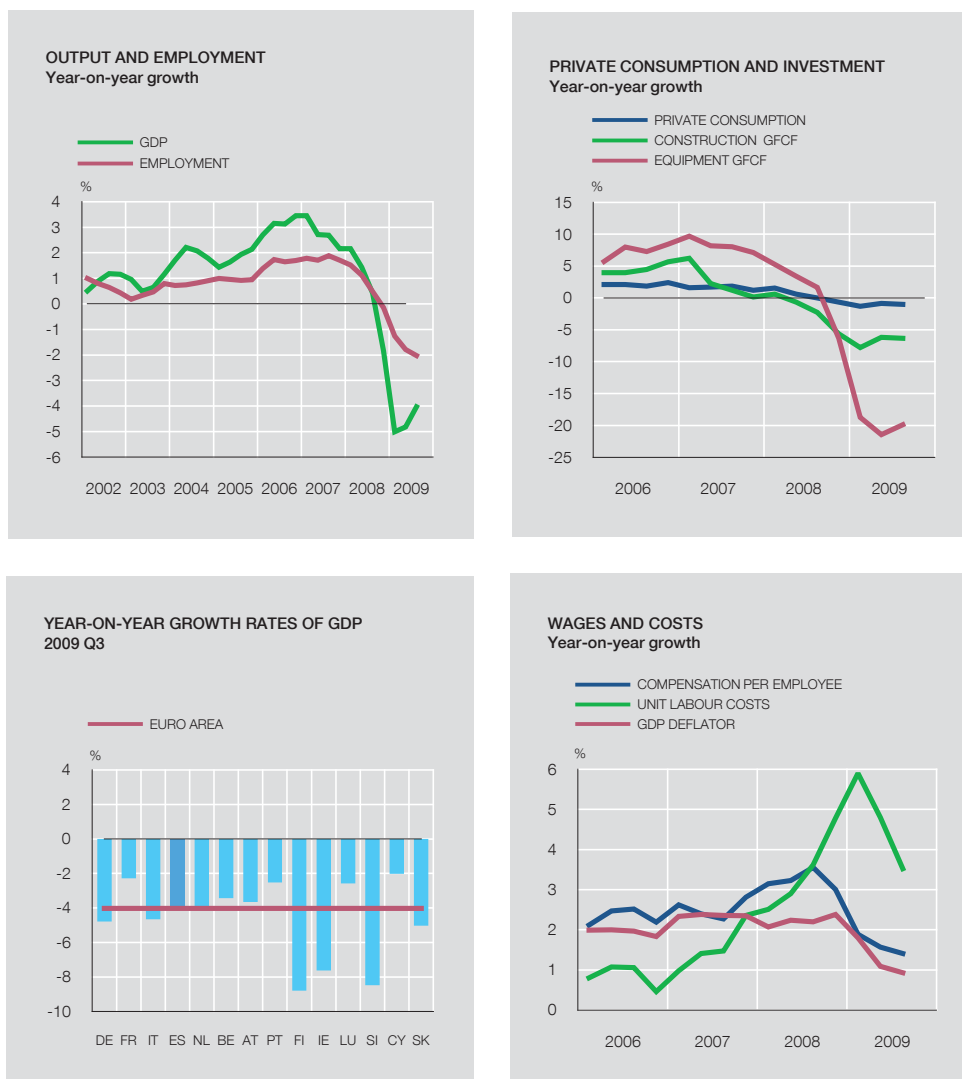 OUTPUT AND EMPLOYMENT
Year-on-year growth
GDP
EMPLOYMENT
%
4
3
2
1
0
-1
-2
-3
-4
-5
-6
2002 2003 2004 2005 2006 2007 2008 2009
PRIVATE CONSUMPTION AND INVESTMENT
Year-on-year growth
PRIVATE CONSUMPTION
CONSTRUCTION GFCF
EQUIPMENT GFCF
%
15
10
5
0
-5
-10
-15
-20
-25
2006 2007 2008 2009
YEAR-ON-YEAR GROWTH RATES OF GDP
2009 Q3
EURO AREA
%
4
2
0
-2
-4
-6
-8
-10
DE FR IT ES NL BE AT PT FI IE LU SI CY SK
WAGES AND COSTS
Year-on-year growth
COMPENSATION PER EMPLOYEE
UNIT LABOUR COSTS
GDP DEFLATOR
%
6
5
4
3
2
1
0
2006 2007 2008 2009